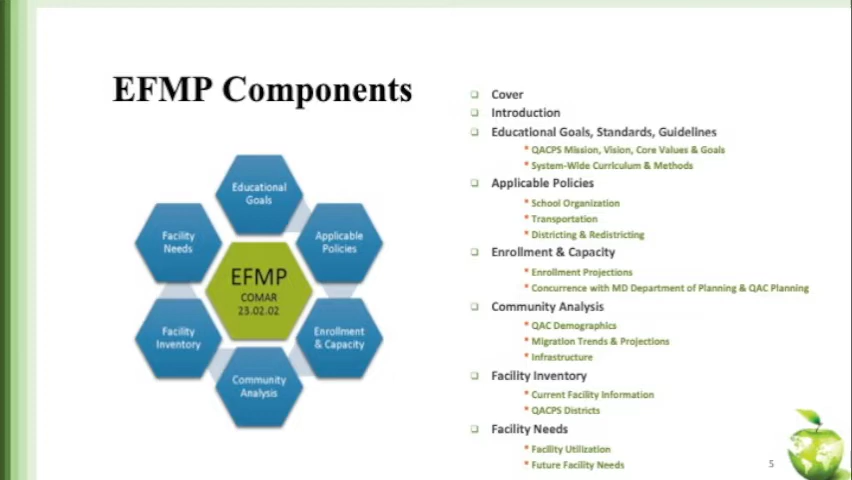 EFMP Components
Educational
Goals
Applicable
Policies
Enrollment
& Capacity
Community
Analysis
Facility
Inventory
Facility
Needs
EFMP
COMAR
23.02.02
Cover
Introduction
Educational Goals, Standards, Guidelines
* QACPS Mission, Vision, Core Values & Goals
* System-Wide Curriculum & Methods
Applicable Policies
* School Organization
* Transportation
* Districting & Redistricting
Enrollment & Capacity
* Enrollment Projections
* Concurrence with MD Department of Planning & QAC Planning
Community Analysis
* QAC Demographics
* Migration Trends & Projections
* Infrastructure
Facility Inventory
* Current Facility Information
* QACPS Districts
Facility Needs
* Facility Utilization
* Future Facility Needs
5